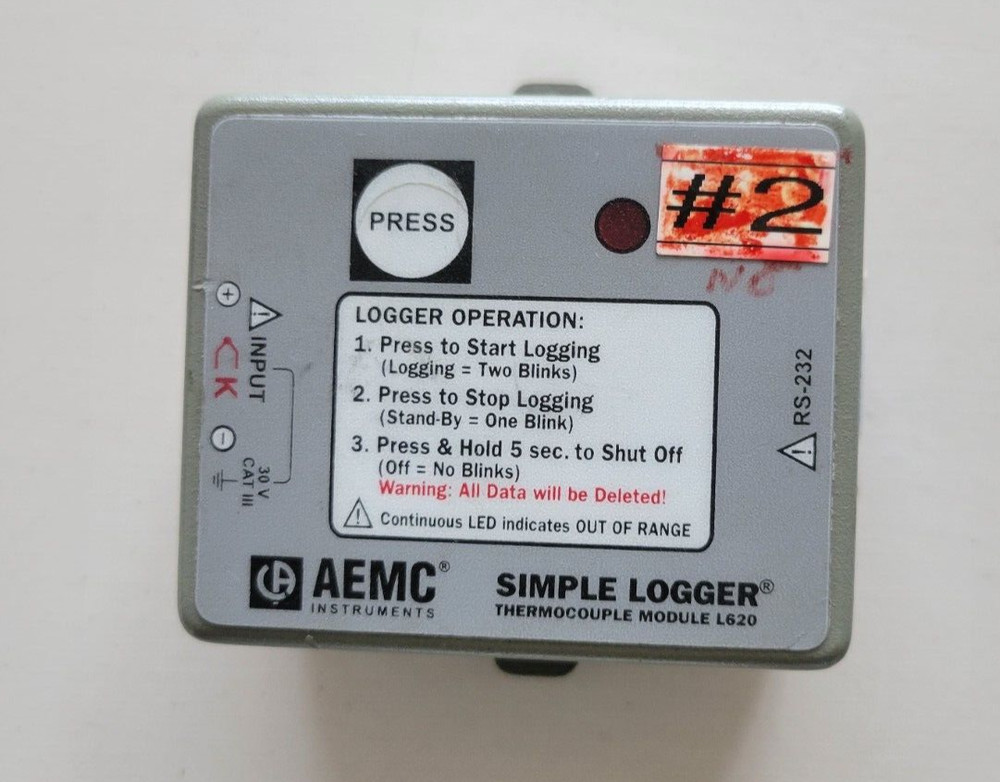 PRESS
#2
No
LOGGER OPERATION:
1. Press to Start Logging
(Logging = Two Blinks)
2. Press to Stop Logging
(Stand-By = One Blink)
3. Press & Hold 5 sec. to Shut Off
(Off = No Blinks)
Warning: All Data will be Deleted!
Continuous LED indicates OUT OF RANGE
+
INPUT
K
−
30 V
CAT III
RS-232
AEMC®
INSTRUMENTS
SIMPLE LOGGER®
THERMOCOUPLE MODULE L620